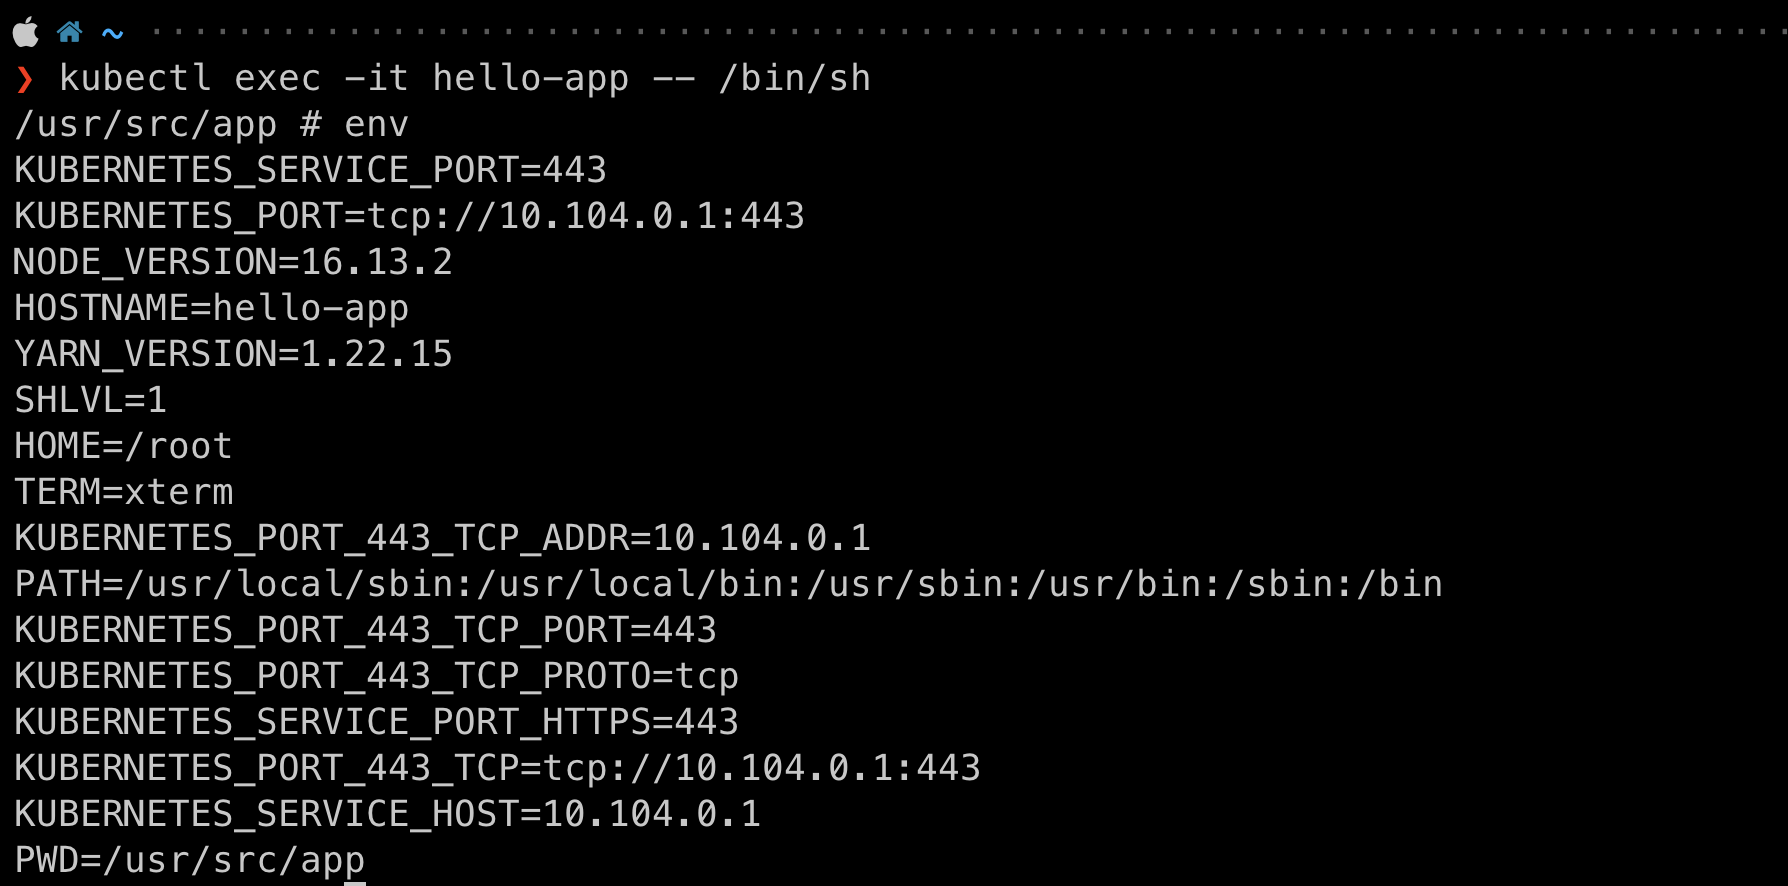 ~
❯ kubectl exec -it hello-app -- /bin/sh
/usr/src/app # env
KUBERNETES_SERVICE_PORT=443
KUBERNETES_PORT=tcp://10.104.0.1:443
NODE_VERSION=16.13.2
HOSTNAME=hello-app
YARN_VERSION=1.22.15
SHLVL=1
HOME=/root
TERM=xterm
KUBERNETES_PORT_443_TCP_ADDR=10.104.0.1
PATH=/usr/local/sbin:/usr/local/bin:/usr/sbin:/usr/bin:/sbin:/bin
KUBERNETES_PORT_443_TCP_PORT=443
KUBERNETES_PORT_443_TCP_PROTO=tcp
KUBERNETES_SERVICE_PORT_HTTPS=443
KUBERNETES_PORT_443_TCP=tcp://10.104.0.1:443
KUBERNETES_SERVICE_HOST=10.104.0.1
PWD=/usr/src/app